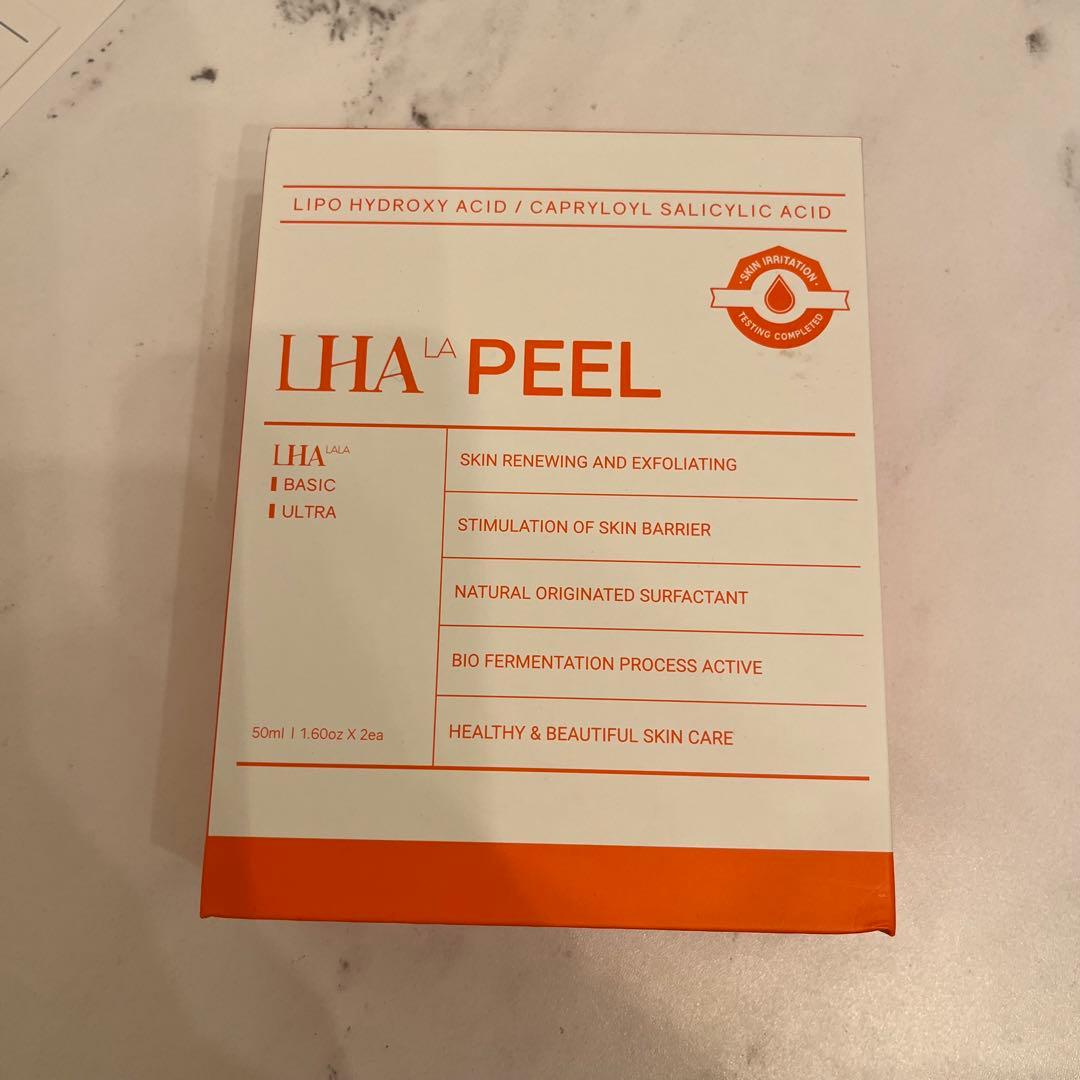 LIPO HYDROXY ACID / CAPRYLOYL SALICYLIC ACID
· SKIN IRRITATION ·
TESTING COMPLETED
LHA LA PEEL
LHA LALA
BASIC
ULTRA
50ml | 1.60oz X 2ea
SKIN RENEWING AND EXFOLIATING
STIMULATION OF SKIN BARRIER
NATURAL ORIGINATED SURFACTANT
BIO FERMENTATION PROCESS ACTIVE
HEALTHY & BEAUTIFUL SKIN CARE